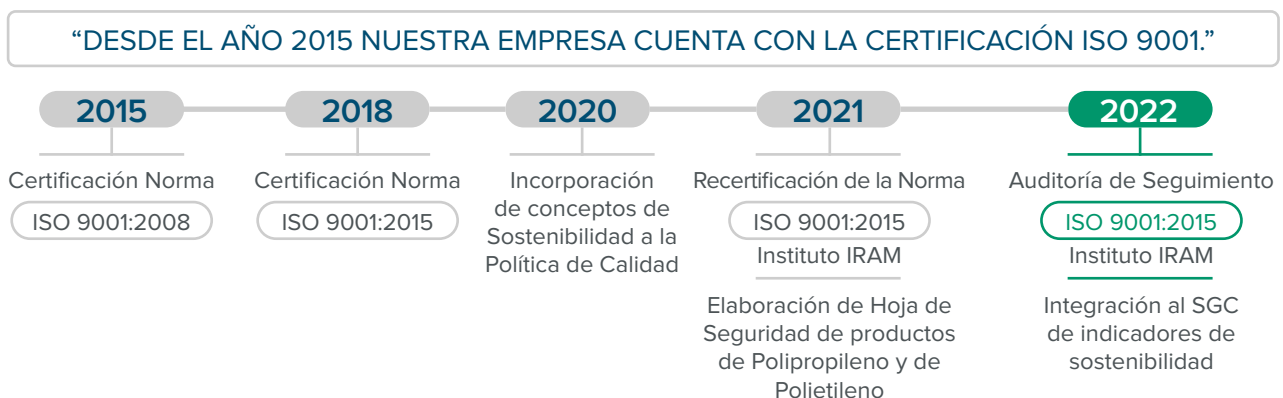 “DESDE EL AÑO 2015 NUESTRA EMPRESA CUENTA CON LA CERTIFICACIÓN ISO 9001.”
2015
Certificación Norma
ISO 9001:2008
2018
Certificación Norma
ISO 9001:2015
2020
Incorporación
de conceptos de
Sostenibilidad a la
Política de Calidad
2021
Recertificación de la Norma
ISO 9001:2015
Instituto IRAM
Elaboración de Hoja de
Seguridad de productos
de Polipropileno y de
Polietileno
2022
Auditoría de Seguimiento
ISO 9001:2015
Instituto IRAM
Integración al SGC
de indicadores de
sostenibilidad